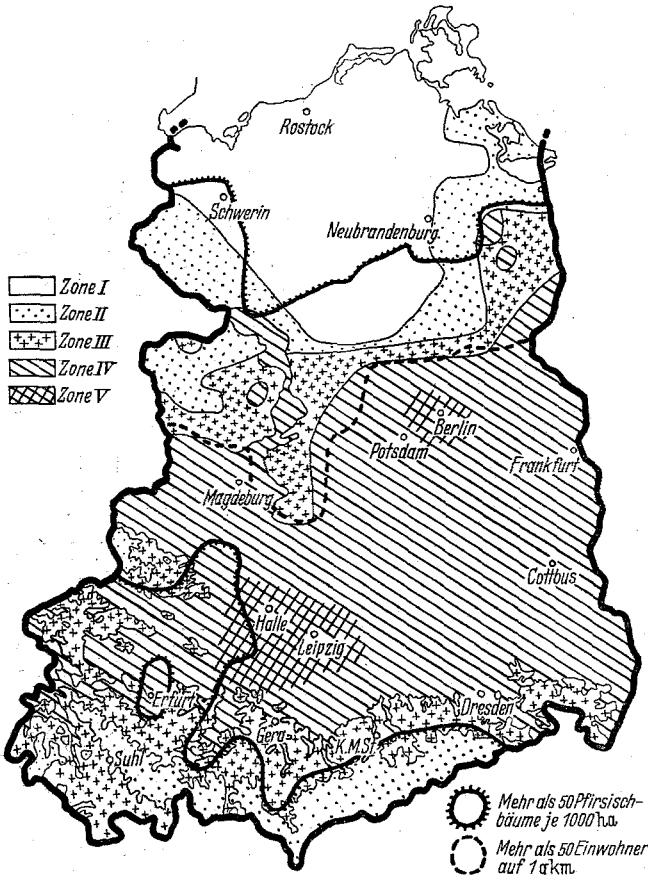 Rostock
Schwerin
Neubrandenburg
Zone I
Zone II
Zone III
Zone IV
Zone V
Berlin
Potsdam
Frankfurt
Magdeburg
Cottbus
Halle
Leipzig
Erfurt
Dresden
Gera
K.M.St.
Suhl
Mehr als 50 Pfirsisch-
bäume je 1000 ha
Mehr als 50 Einwohner
auf 1 qkm